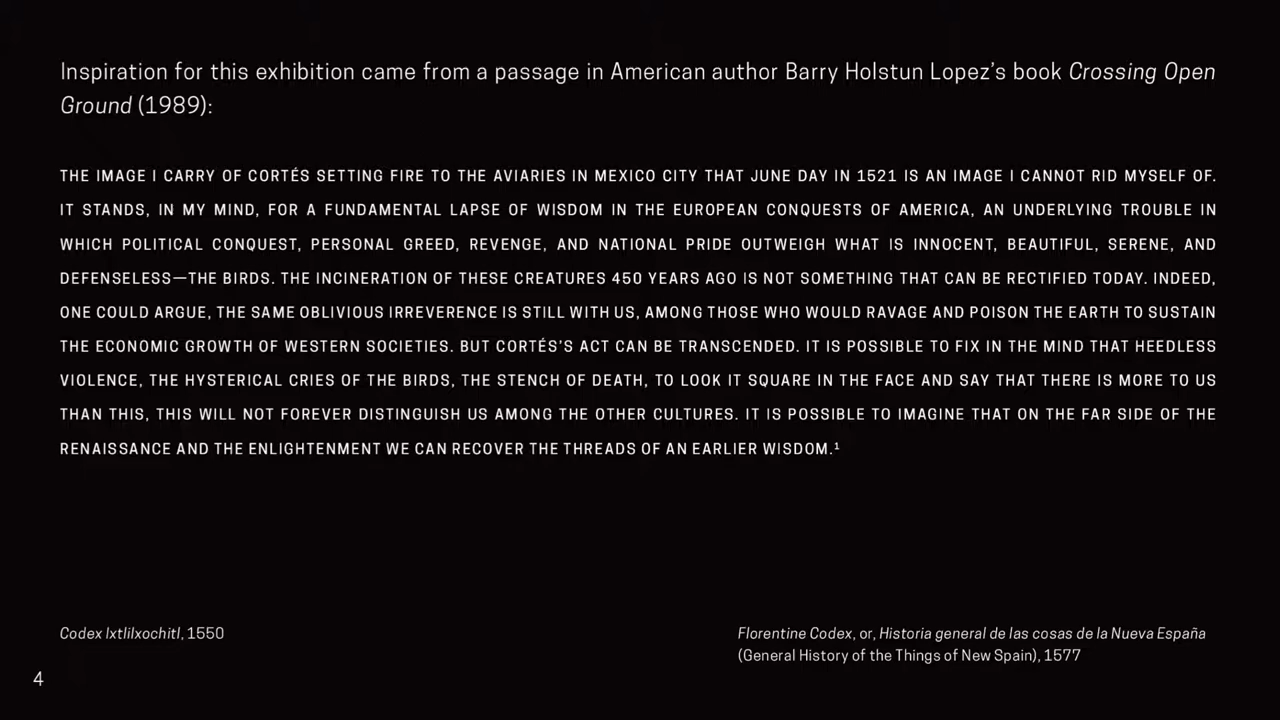 Inspiration for this exhibition came from a passage in American author Barry Holstun Lopez’s book Crossing Open
Ground (1989):
THE IMAGE I CARRY OF CORTÉS SETTING FIRE TO THE AVIARIES IN MEXICO CITY THAT JUNE DAY IN 1521 IS AN IMAGE I CANNOT RID MYSELF OF.
IT STANDS, IN MY MIND, FOR A FUNDAMENTAL LAPSE OF WISDOM IN THE EUROPEAN CONQUESTS OF AMERICA, AN UNDERLYING TROUBLE IN
WHICH POLITICAL CONQUEST, PERSONAL GREED, REVENGE, AND NATIONAL PRIDE OUTWEIGH WHAT IS INNOCENT, BEAUTIFUL, SERENE, AND
DEFENSELESS—THE BIRDS. THE INCINERATION OF THESE CREATURES 450 YEARS AGO IS NOT SOMETHING THAT CAN BE RECTIFIED TODAY. INDEED,
ONE COULD ARGUE, THE SAME OBLIVIOUS IRREVERENCE IS STILL WITH US, AMONG THOSE WHO WOULD RAVAGE AND POISON THE EARTH TO SUSTAIN
THE ECONOMIC GROWTH OF WESTERN SOCIETIES. BUT CORTÉS’S ACT CAN BE TRANSCENDED. IT IS POSSIBLE TO FIX IN THE MIND THAT HEEDLESS
VIOLENCE, THE HYSTERICAL CRIES OF THE BIRDS, THE STENCH OF DEATH, TO LOOK IT SQUARE IN THE FACE AND SAY THAT THERE IS MORE TO US
THAN THIS, THIS WILL NOT FOREVER DISTINGUISH US AMONG THE OTHER CULTURES. IT IS POSSIBLE TO IMAGINE THAT ON THE FAR SIDE OF THE
RENAISSANCE AND THE ENLIGHTENMENT WE CAN RECOVER THE THREADS OF AN EARLIER WISDOM.¹
Codex Ixtlilxochitl, 1550
Florentine Codex, or, Historia general de las cosas de la Nueva España
(General History of the Things of New Spain), 1577
4